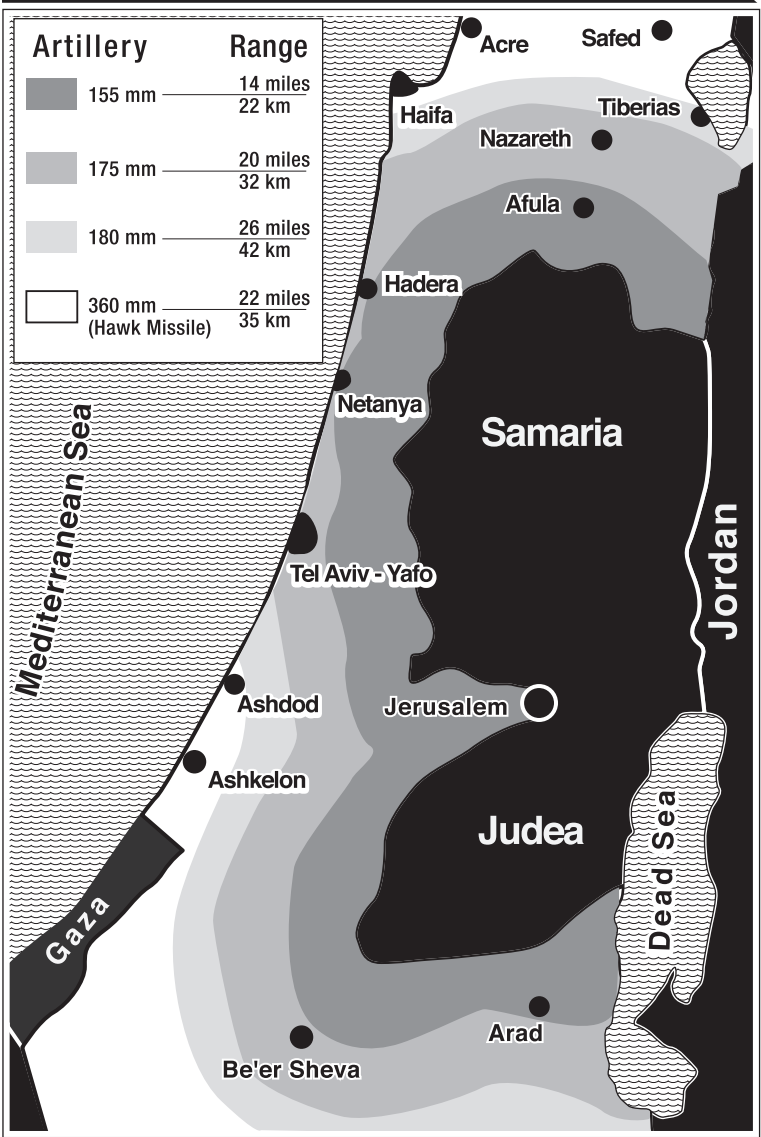 Artillery Range
155 mm 14 miles
22 km
175 mm 20 miles
32 km
180 mm 26 miles
42 km
360 mm 22 miles
(Hawk Missile) 35 km
Acre
Safed
Haifa
Tiberias
Nazareth
Afula
Hadera
Netanya
Samaria
Mediterranean Sea
Jordan
Tel Aviv - Yafo
Ashdod
Jerusalem
Ashkelon
Judea
Dead Sea
Gaza
Arad
Be'er Sheva